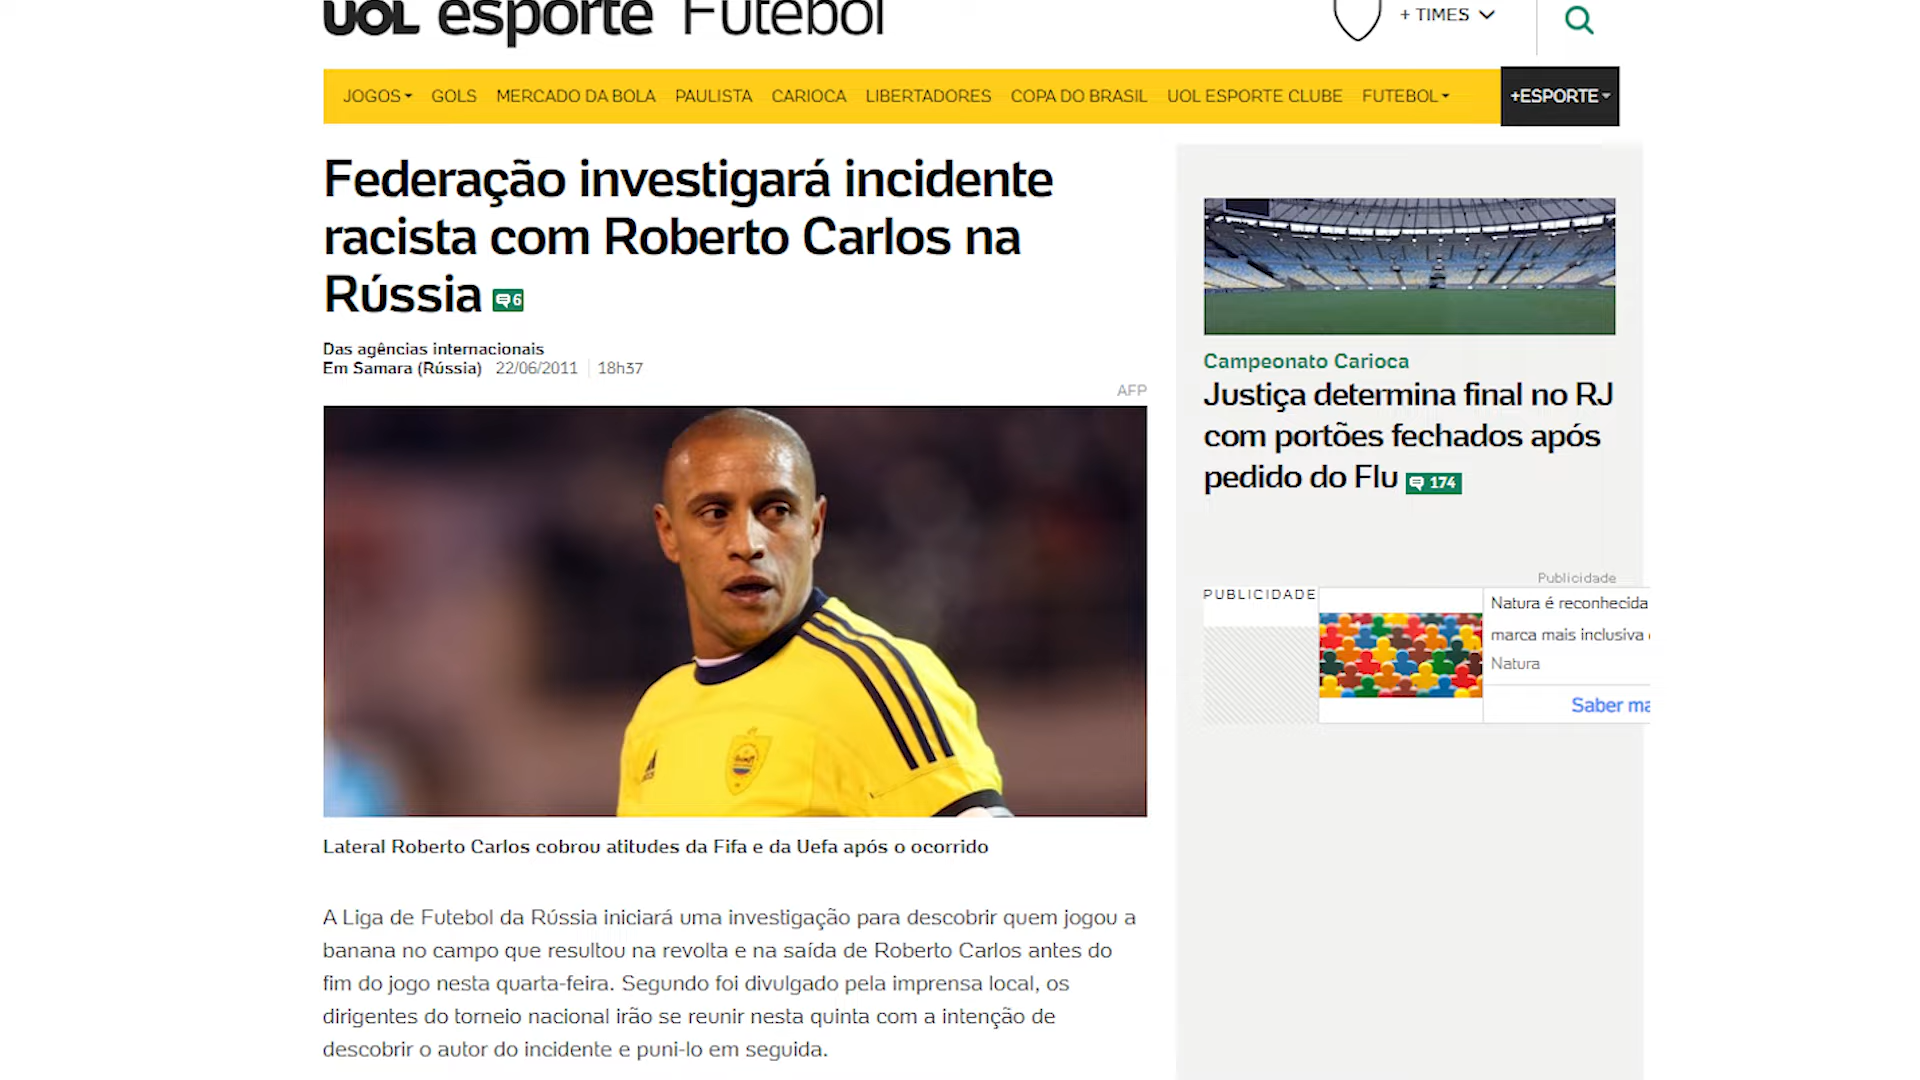 UOL esporte Futebol
+ TIMES
JOGOS GOLS MERCADO DA BOLA PAULISTA CARIOCA LIBERTADORES COPA DO BRASIL UOL ESPORTE CLUBE FUTEBOL +ESPORTE
Federação investigará incidente
racista com Roberto Carlos na
Rússia 6
Das agências internacionais
Em Samara (Rússia) 22/06/2011 18h37
AFP
Lateral Roberto Carlos cobrou atitudes da Fifa e da Uefa após o ocorrido
A Liga de Futebol da Rússia iniciará uma investigação para descobrir quem jogou a
banana no campo que resultou na revolta e na saída de Roberto Carlos antes do
fim do jogo nesta quarta-feira. Segundo foi divulgado pela imprensa local, os
dirigentes do torneio nacional irão se reunir nesta quinta com a intenção de
descobrir o autor do incidente e puni-lo em seguida.
Campeonato Carioca
Justiça determina final no RJ
com portões fechados após
pedido do Flu 174
Publicidade
PUBLICIDADE
Natura é reconhecida
marca mais inclusiva
Natura
Saber ma